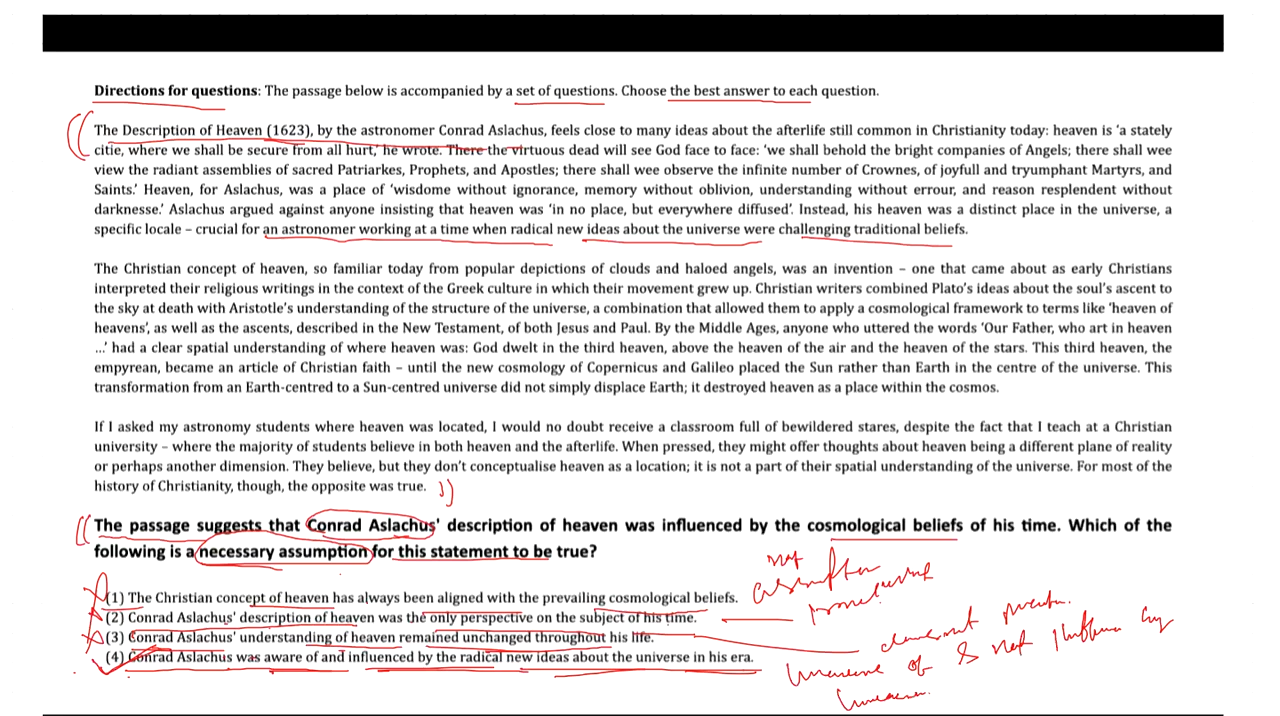 Directions for questions: The passage below is accompanied by a set of questions. Choose the best answer to each question.
The Description of Heaven (1623), by the astronomer Conrad Aslachus, feels close to many ideas about the afterlife still common in Christianity today: heaven is 'a stately
citie, where we shall be secure from all hurt,' he wrote. There the virtuous dead will see God face to face: 'we shall behold the bright companies of Angels; there shall wee
view the radiant assemblies of sacred Patriarkes, Prophets, and Apostles; there shall wee observe the infinite number of Crownes, of joyfull and tryumphant Martyrs, and
Saints.' Heaven, for Aslachus, was a place of 'wisdome without ignorance, memory without oblivion, understanding without errour, and reason resplendent without
darknesse.' Aslachus argued against anyone insisting that heaven was 'in no place, but everywhere diffused'. Instead, his heaven was a distinct place in the universe, a
specific locale – crucial for an astronomer working at a time when radical new ideas about the universe were challenging traditional beliefs.
The Christian concept of heaven, so familiar today from popular depictions of clouds and haloed angels, was an invention – one that came about as early Christians
interpreted their religious writings in the context of the Greek culture in which their movement grew up. Christian writers combined Plato's ideas about the soul's ascent to
the sky at death with Aristotle's understanding of the structure of the universe, a combination that allowed them to apply a cosmological framework to terms like 'heaven of
heavens', as well as the ascents, described in the New Testament, of both Jesus and Paul. By the Middle Ages, anyone who uttered the words 'Our Father, who art in heaven
…' had a clear spatial understanding of where heaven was: God dwelt in the third heaven, above the heaven of the air and the heaven of the stars. This third heaven, the
empyrean, became an article of Christian faith – until the new cosmology of Copernicus and Galileo placed the Sun rather than Earth in the centre of the universe. This
transformation from an Earth-centred to a Sun-centred universe did not simply displace Earth; it destroyed heaven as a place within the cosmos.
If I asked my astronomy students where heaven was located, I would no doubt receive a classroom full of bewildered stares, despite the fact that I teach at a Christian
university – where the majority of students believe in both heaven and the afterlife. When pressed, they might offer thoughts about heaven being a different plane of reality
or perhaps another dimension. They believe, but they don't conceptualise heaven as a location; it is not a part of their spatial understanding of the universe. For most of the
history of Christianity, though, the opposite was true.
The passage suggests that Conrad Aslachus' description of heaven was influenced by the cosmological beliefs of his time. Which of the
following is a necessary assumption for this statement to be true?
(1) The Christian concept of heaven has always been aligned with the prevailing cosmological beliefs.
(2) Conrad Aslachus' description of heaven was the only perspective on the subject of his time.
(3) Conrad Aslachus' understanding of heaven remained unchanged throughout his life.
(4) Conrad Aslachus was aware of and influenced by the radical new ideas about the universe in his era.
not
of & not